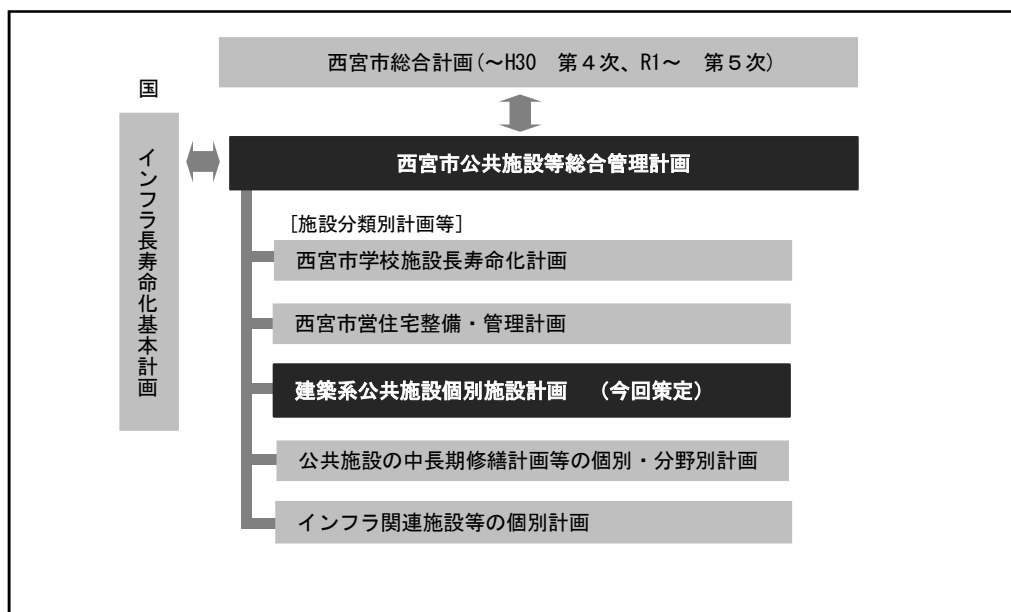 西宮市総合計画（～H30　第４次、R1～　第５次）
国
インフラ長寿命化基本計画
西宮市公共施設等総合管理計画
［施設分類別計画等］
西宮市学校施設長寿命化計画
西宮市営住宅整備・管理計画
建築系公共施設個別施設計画　（今回策定）
公共施設の中長期修繕計画等の個別・分野別計画
インフラ関連施設等の個別計画